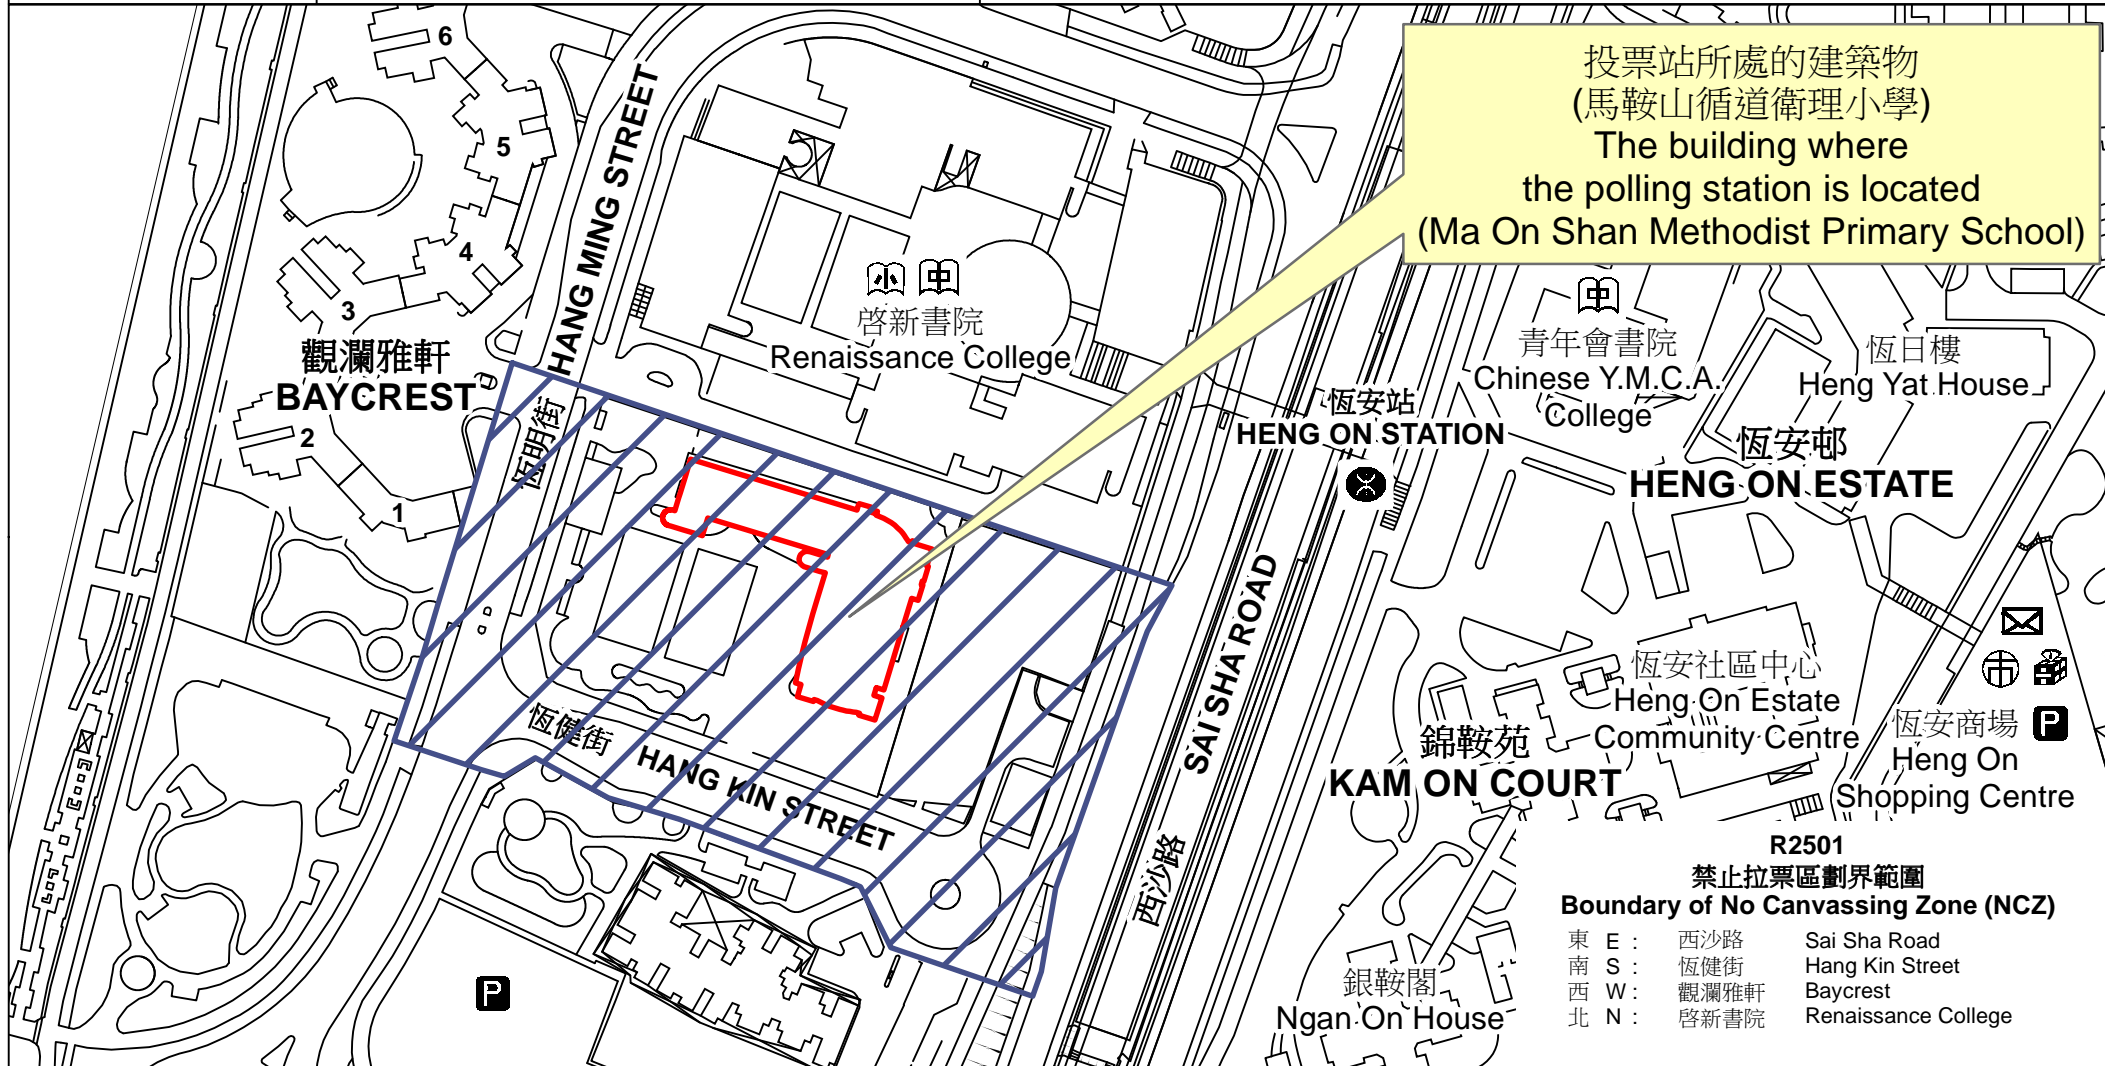 投票站所處的建築物
(馬鞍山循道衛理小學)
The building where
the polling station is located
(Ma On Shan Methodist Primary School)
6
5
4
3
2
1
HANG MING STREET
恆明街
觀瀾雅軒
BAYCREST
小 中
啓新書院
Renaissance College
中
青年會書院
Chinese Y.M.C.A.
College
恆日樓
Heng Yat House
恆安站
HENG ON STATION
恆安邨
HENG ON ESTATE
SAI SHA ROAD
西沙路
恆健街
HANG KIN STREET
恆安社區中心
Heng On Estate
Community Centre
市
恆安商場
P
Heng On
Shopping Centre
錦鞍苑
KAM ON COURT
銀鞍閣
Ngan On House
P
R2501
禁止拉票區劃界範圍
Boundary of No Canvassing Zone (NCZ)
東 E : 西沙路 Sai Sha Road
南 S : 恆健街 Hang Kin Street
西 W : 觀瀾雅軒 Baycrest
北 N : 啓新書院 Renaissance College